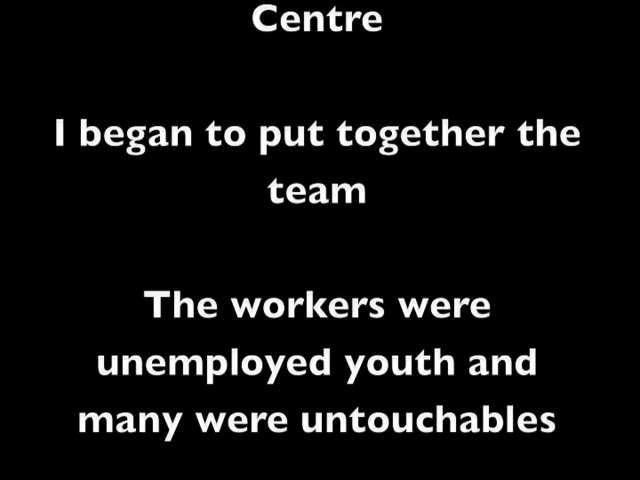 Centre
I began to put together the
team
The workers were
unemployed youth and
many were untouchables